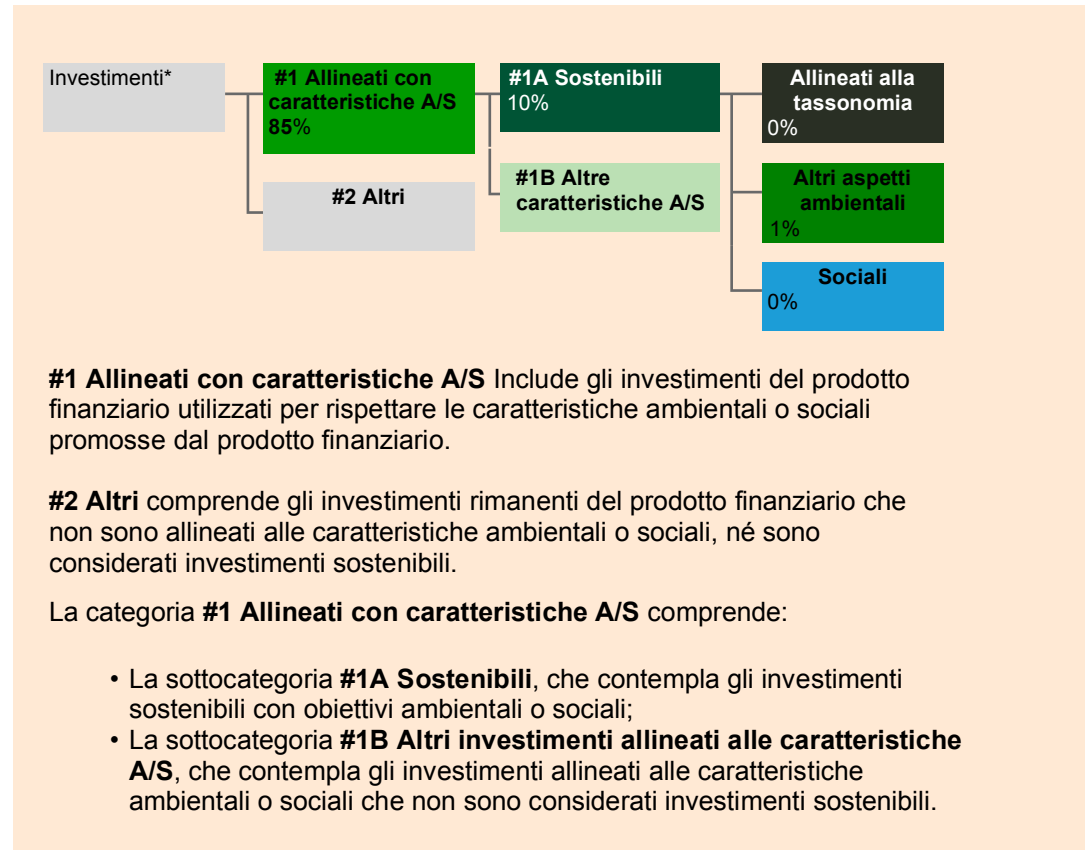 Investimenti*
#1 Allineati con
caratteristiche A/S
85%
#2 Altri
#1A Sostenibili
10%
#1B Altre
caratteristiche A/S
Allineati alla
tassonomia
0%
Altri aspetti
ambientali
1%
Sociali
0%
#1 Allineati con caratteristiche A/S Include gli investimenti del prodotto
finanziario utilizzati per rispettare le caratteristiche ambientali o sociali
promosse dal prodotto finanziario.
#2 Altri comprende gli investimenti rimanenti del prodotto finanziario che
non sono allineati alle caratteristiche ambientali o sociali, né sono
considerati investimenti sostenibili.
La categoria #1 Allineati con caratteristiche A/S comprende:
• La sottocategoria #1A Sostenibili, che contempla gli investimenti
sostenibili con obiettivi ambientali o sociali;
• La sottocategoria #1B Altri investimenti allineati alle caratteristiche
A/S, che contempla gli investimenti allineati alle caratteristiche
ambientali o sociali che non sono considerati investimenti sostenibili.